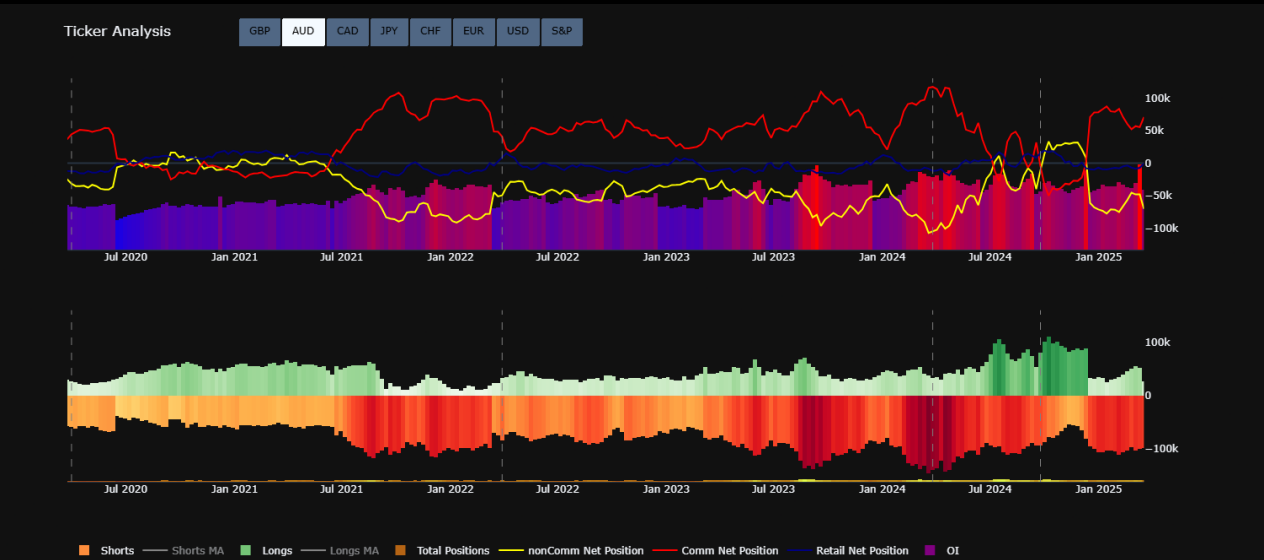 Ticker Analysis GBP AUD CAD JPY CHF EUR USD S&P
100k
50k
0
−50k
−100k
Jul 2020 Jan 2021 Jul 2021 Jan 2022 Jul 2022 Jan 2023 Jul 2023 Jan 2024 Jul 2024 Jan 2025
100k
0
−100k
Jul 2020 Jan 2021 Jul 2021 Jan 2022 Jul 2022 Jan 2023 Jul 2023 Jan 2024 Jul 2024 Jan 2025
Shorts Shorts MA Longs Longs MA Total Positions nonComm Net Position Comm Net Position Retail Net Position OI